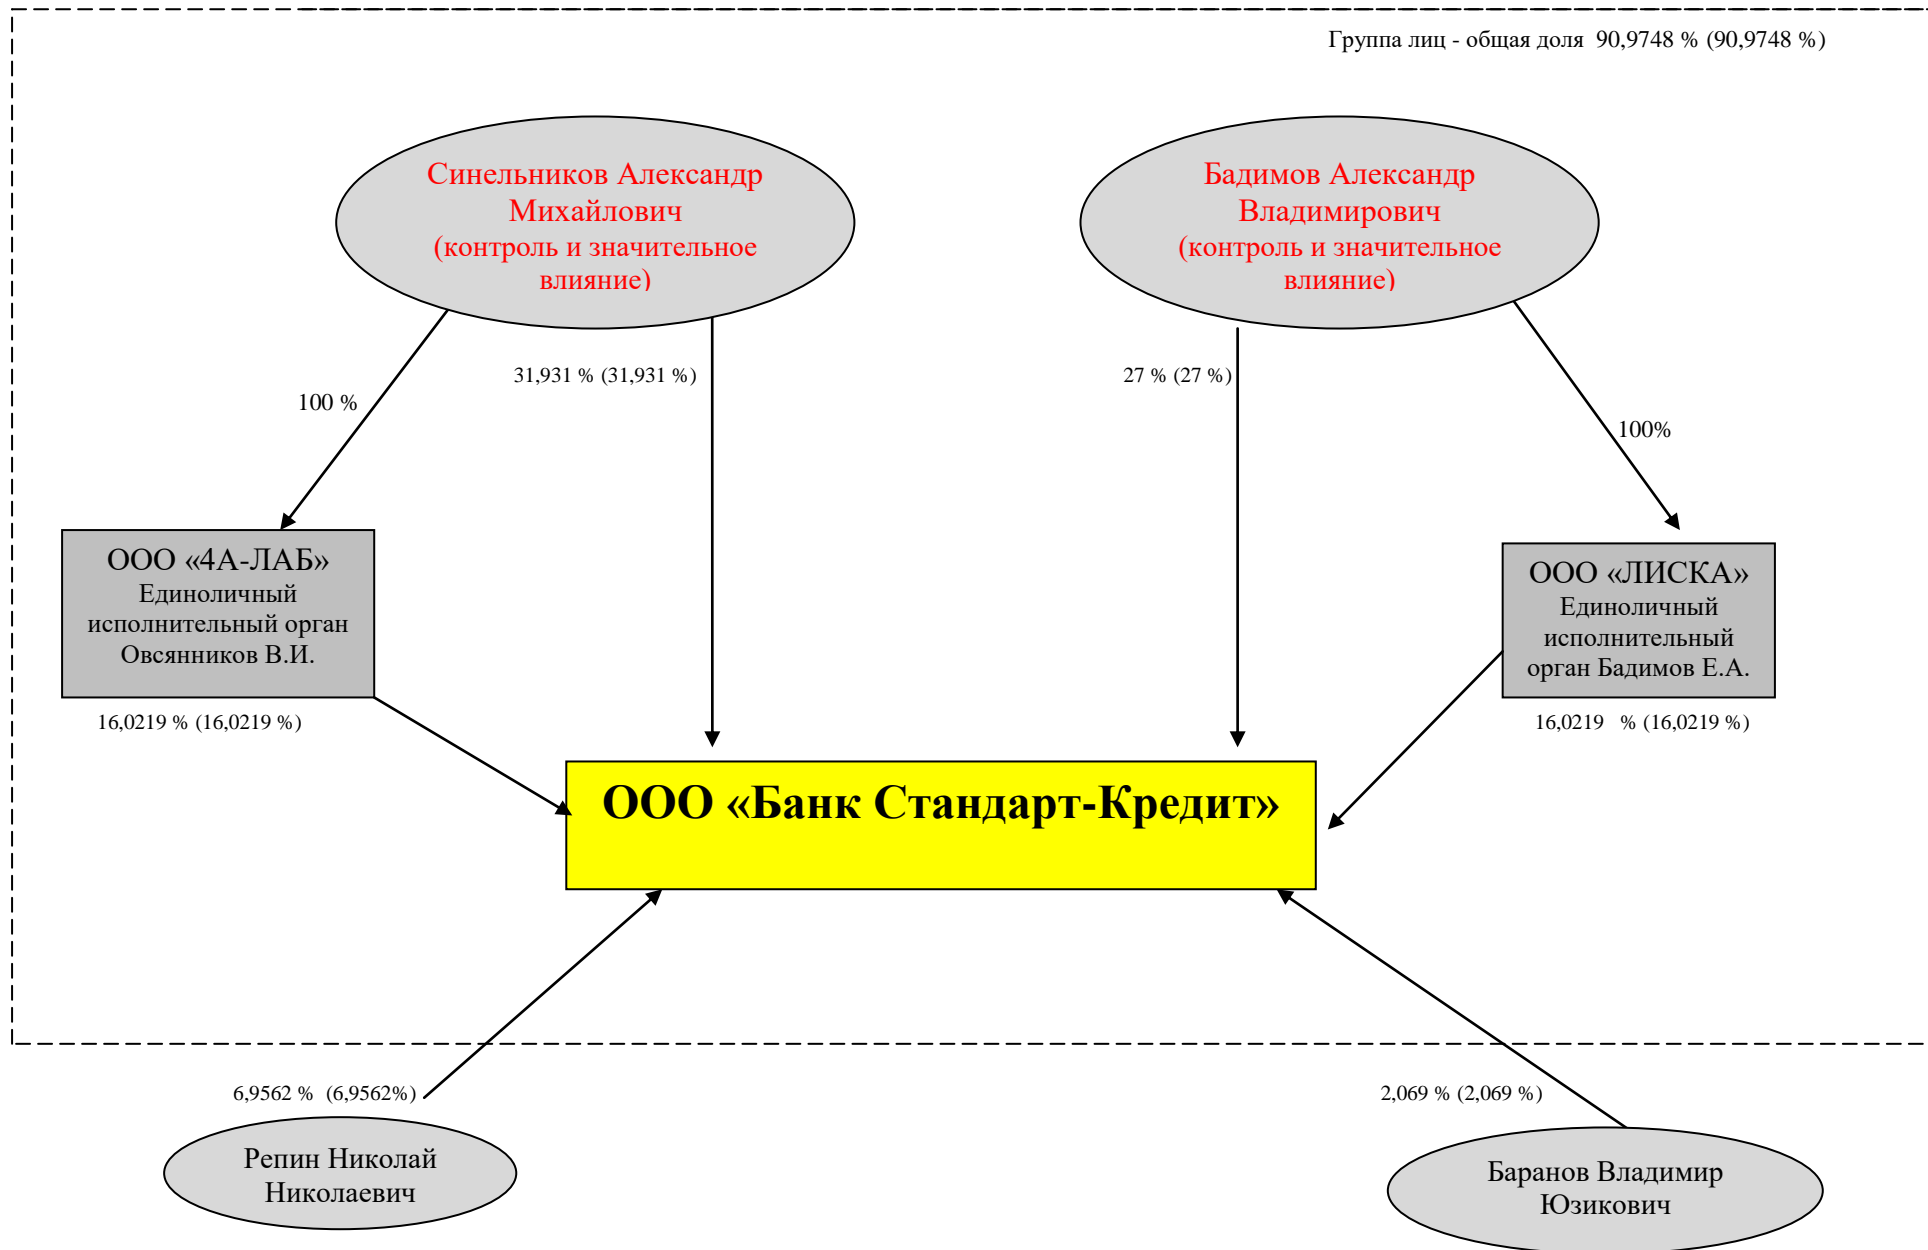 Группа лиц - общая доля 90,9748 % (90,9748 %)
Синельников Александр
Михайлович
(контроль и значительное
влияние)
Бадимов Александр
Владимирович
(контроль и значительное
влияние)
31,931 % (31,931 %)
27 % (27 %)
100 %
100%
ООО «4А-ЛАБ»
Единоличный
исполнительный орган
Овсянников В.И.
ООО «ЛИСКА»
Единоличный
исполнительный
орган Бадимов Е.А.
16,0219 % (16,0219 %)
16,0219 % (16,0219 %)
ООО «Банк Стандарт-Кредит»
6,9562 % (6,9562%)
2,069 % (2,069 %)
Репин Николай
Николаевич
Баранов Владимир
Юзикович